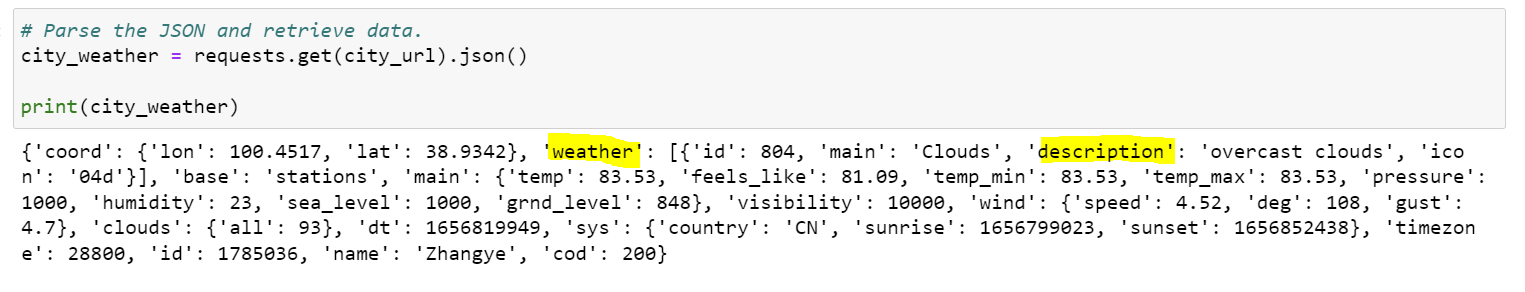 # Parse the JSON and retrieve data.
city_weather = requests.get(city_url).json()
print(city_weather)
{'coord': {'lon': 100.4517, 'lat': 38.9342}, 'weather': [{'id': 804, 'main': 'Clouds', 'description': 'overcast clouds', 'ico
n': '04d'}], 'base': 'stations', 'main': {'temp': 83.53, 'feels_like': 81.09, 'temp_min': 83.53, 'temp_max': 83.53, 'pressure':
1000, 'humidity': 23, 'sea_level': 1000, 'grnd_level': 848}, 'visibility': 10000, 'wind': {'speed': 4.52, 'deg': 108, 'gust':
4.7}, 'clouds': {'all': 93}, 'dt': 1656819949, 'sys': {'country': 'CN', 'sunrise': 1656799023, 'sunset': 1656852438}, 'timezon
e': 28800, 'id': 1785036, 'name': 'Zhangye', 'cod': 200}